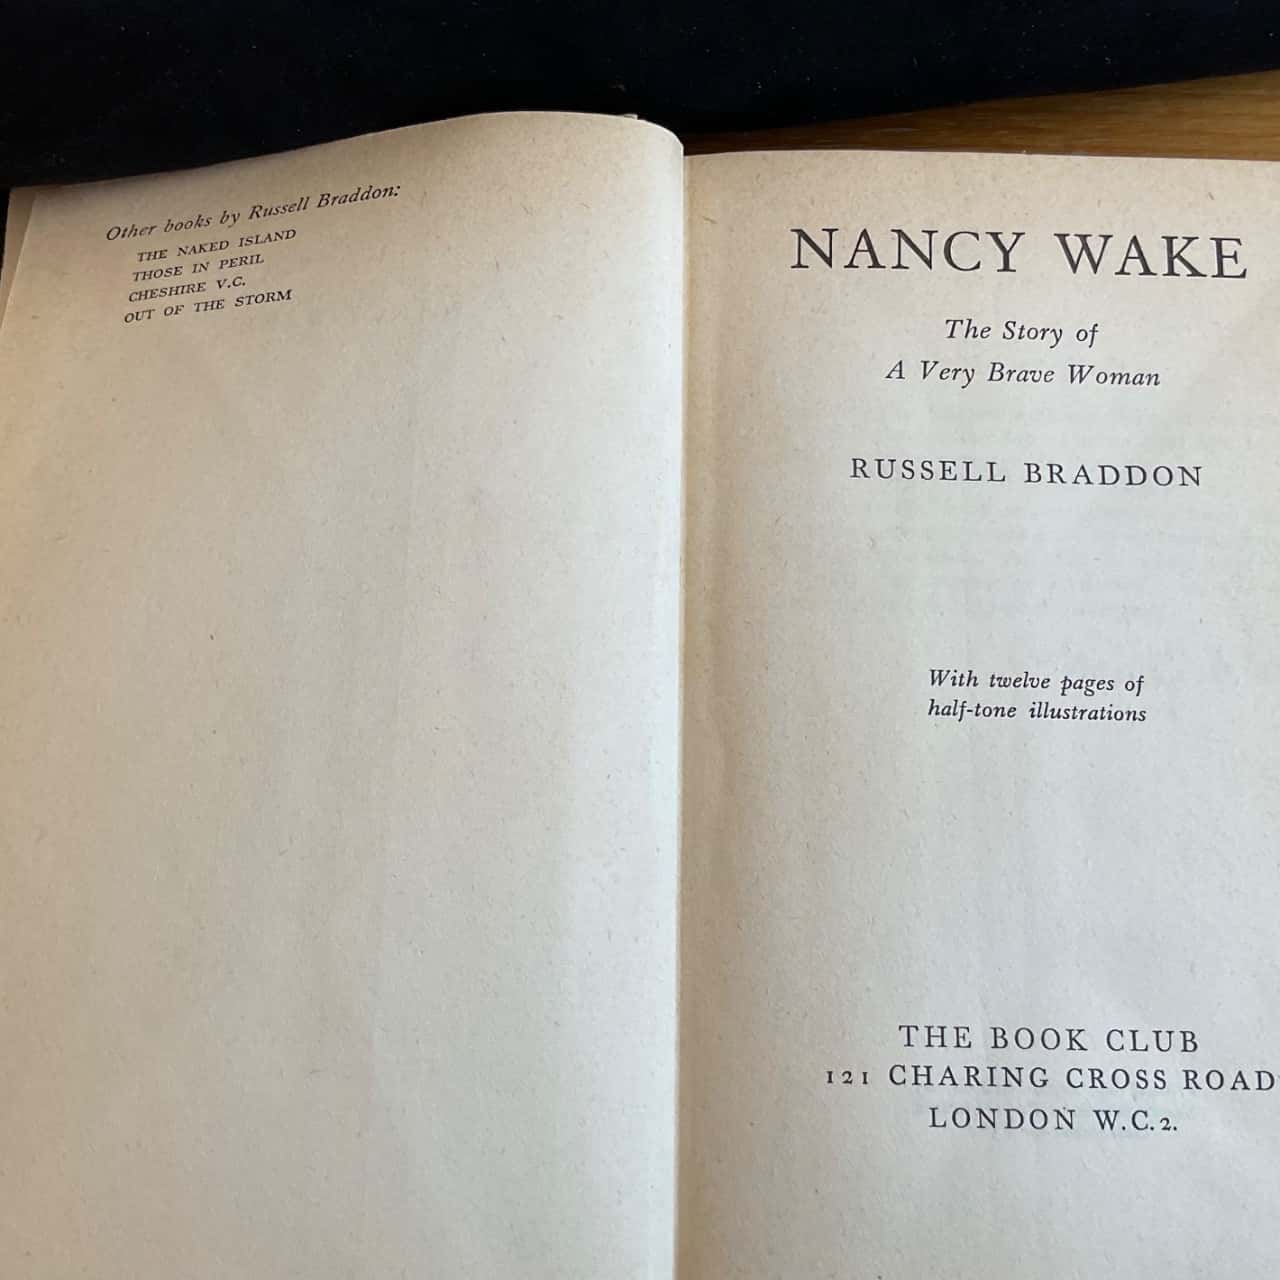 Other books by Russell Braddon:
THE NAKED ISLAND
THOSE IN PERIL
CHESHIRE V.C.
OUT OF THE STORM
NANCY WAKE
The Story of
A Very Brave Woman
RUSSELL BRADDON
With twelve pages of
half-tone illustrations
THE BOOK CLUB
121 CHARING CROSS ROAD
LONDON W.C.2.